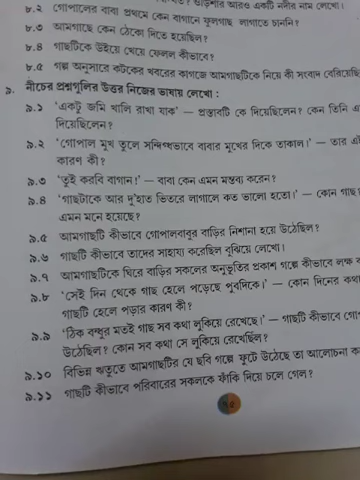 ৮.২ গোপালের বাবা প্রথমে কেন বাগানে ফুলগাছ লাগাতে চাননি?
৮.৩ আমগাছে কেন ঠেকো দিতে হয়েছিল?
৮.৪ গাছটিকে উইয়ে খেয়ে ফেলল কীভাবে?
৮.৫ গল্প অনুসারে কটকের খবরের কাগজে আমগাছটিকে নিয়ে কী সংবাদ বেরিয়েছি
৯. নীচের প্রশ্নগুলির উত্তর নিজের ভাষায় লেখো :
৯.১ 'একটু জমি খালি রাখা যাক' — প্রস্তাবটি কে দিয়েছিলেন? কেন তিনি এ
দিয়েছিলেন?
৯.২ 'গোপাল মুখ তুলে সন্দিগ্ধভাবে বাবার মুখের দিকে তাকাল।' — তার এই
কারণ কী?
৯.৩ 'তুই করবি বাগান!' — বাবা কেন এমন মন্তব্য করেন?
৯.৪ 'গাছটাকে আর দু'হাত ভিতরে লাগালে কত ভালো হতো।' — কোন গাছ
এমন মনে হয়েছে?
৯.৫ আমগাছটি কীভাবে গোপালবাবুর বাড়ির নিশানা হয়ে উঠেছিল?
৯.৬ গাছটি কীভাবে তাদের সাহায্য করেছিল বুঝিয়ে লেখো।
৯.৭ আমগাছটিকে ঘিরে বাড়ির সকলের অনুভূতির প্রকাশ গল্পে কীভাবে লক্ষ ক
৯.৮ 'সেই দিন থেকে গাছ হেলে পড়েছে পুবদিকে।' — কোন দিনের কথা
গাছটি হেলে পড়ার কারণ কী?
৯.৯ 'ঠিক বন্ধুর মতই গাছ সব কথা লুকিয়ে রেখেছে।' — গাছটি কীভাবে গোপ
উঠেছিল? কোন সব কথা সে লুকিয়ে রেখেছিল?
৯.১০ বিভিন্ন ঋতুতে আমগাছটির যে ছবি গল্পে ফুটে উঠেছে তা আলোচনা ক
৯.১১ গাছটি কীভাবে পরিবারের সকলকে ফাঁকি দিয়ে চলে গেল?